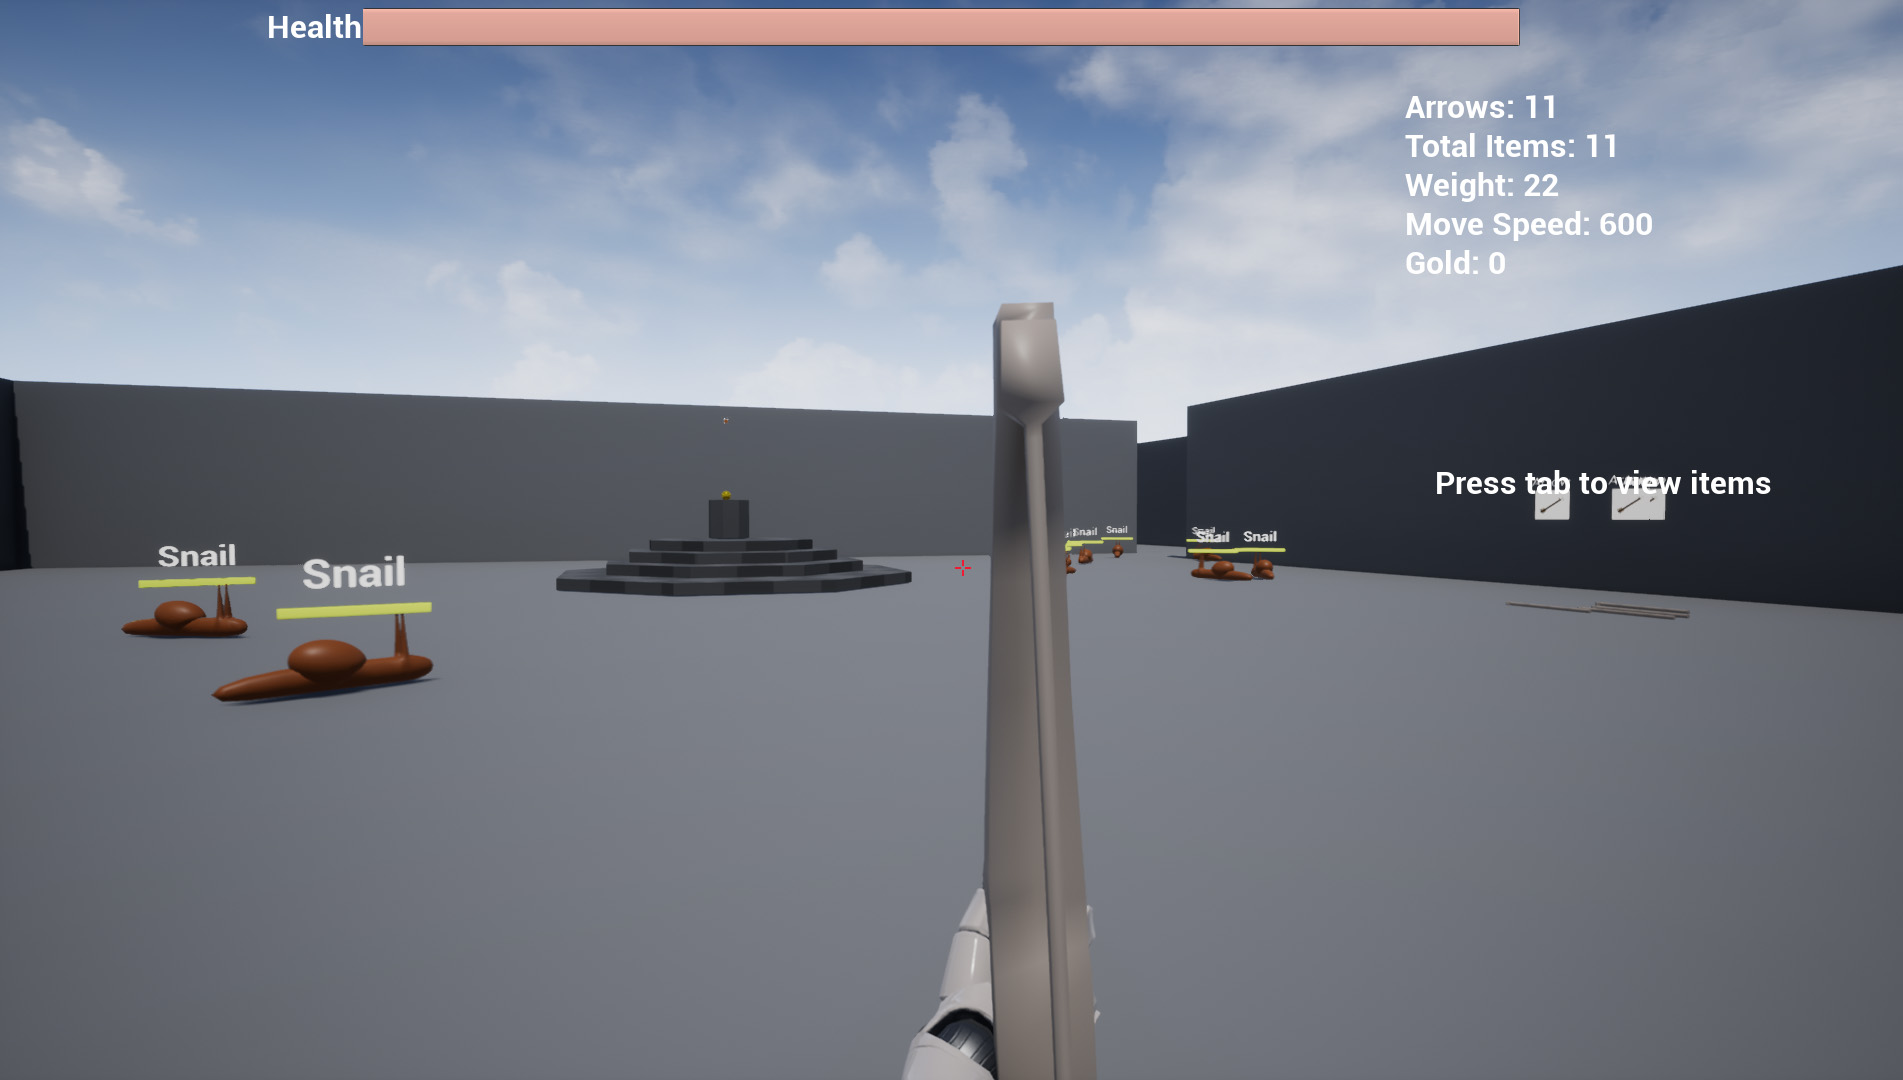 Health
Arrows: 11
Total Items: 11
Weight: 22
Move Speed: 600
Gold: 0
Press tab to view items
Snail
Snail
Snail
Snail
Snail
Snail
Snail